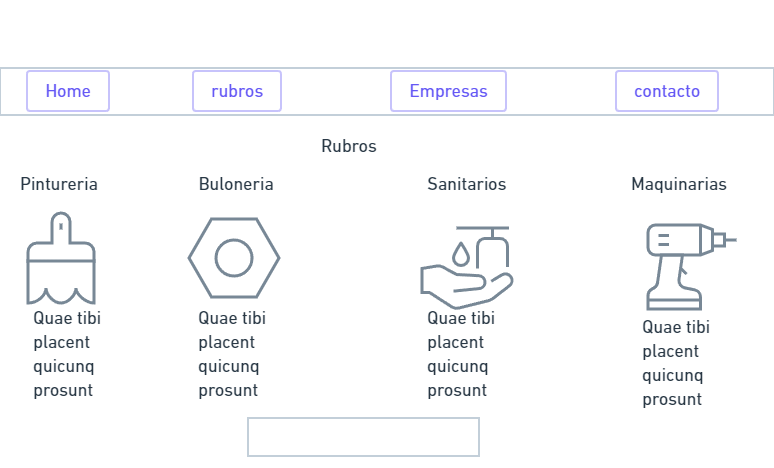 Home
rubros
Empresas
contacto
Rubros
Pintureria
Buloneria
Sanitarios
Maquinarias
Quae tibi
placent
quicunq
prosunt
Quae tibi
placent
quicunq
prosunt
Quae tibi
placent
quicunq
prosunt
Quae tibi
placent
quicunq
prosunt